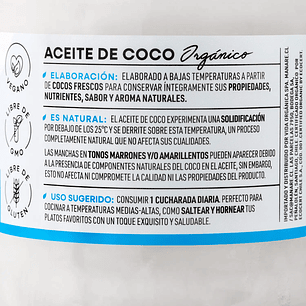 ACEITE DE COCO Orgánico
ELABORACIÓN: ELABORADO A BAJAS TEMPERATURAS A PARTIR
DE COCOS FRESCOS PARA CONSERVAR ÍNTEGRAMENTE SUS PROPIEDADES,
NUTRIENTES, SABOR Y AROMA NATURALES.
ES NATURAL: EL ACEITE DE COCO EXPERIMENTA UNA SOLIDIFICACIÓN
POR DEBAJO DE LOS 25°C Y SE DERRITE SOBRE ESTA TEMPERATURA, UN PROCESO
COMPLETAMENTE NATURAL QUE NO AFECTA SUS CUALIDADES.
LAS MANCHAS EN TONOS MARRONES Y/O AMARILLENTOS PUEDEN APARECER DEBIDO
A LA PRESENCIA DE COMPONENTES NATURALES DEL COCO EN EL ACEITE, SIN EMBARGO,
ESTO NO AFECTA NI COMPROMETE LA CALIDAD NI LAS PROPIEDADES DEL PRODUCTO.
USO SUGERIDO: CONSUMIR 1 CUCHARADA DIARIA. PERFECTO PARA
COCINAR A TEMPERATURAS MEDIAS-ALTAS, COMO SALTEAR Y HORNEAR TUS
PLATOS FAVORITOS CON UN TOQUE EXQUISITO Y SALUDABLE.
VEGANO
LIBRE DE
GMO
LIBRE DE
GLUTEN